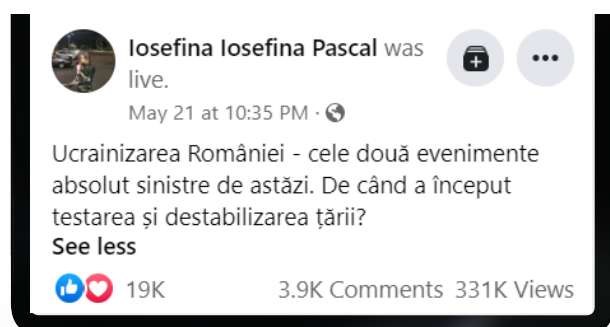 Iosefina Iosefina Pascal was
live.
May 21 at 10:35 PM ·
Ucrainizarea României - cele două evenimente
absolut sinistre de astăzi. De când a început
testarea și destabilizarea țării?
See less
19K 3.9K Comments 331K Views